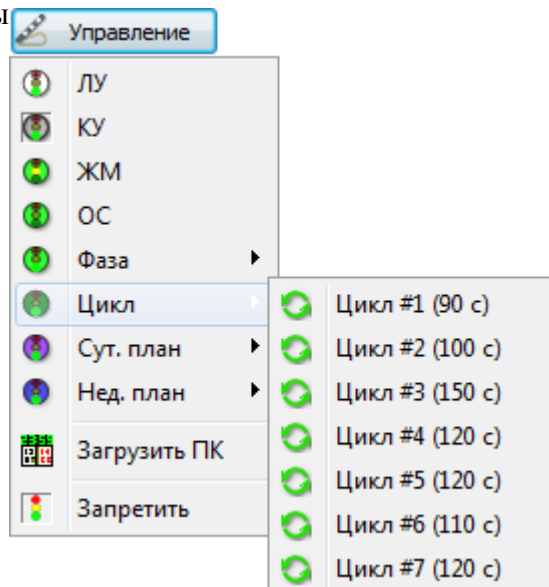 ы
Управление
ЛУ
КУ
ЖМ
ОС
Фаза
Цикл
Сут. план
Нед. план
Загрузить ПК
Запретить
Цикл #1 (90 с)
Цикл #2 (100 с)
Цикл #3 (150 с)
Цикл #4 (120 с)
Цикл #5 (120 с)
Цикл #6 (110 с)
Цикл #7 (120 с)